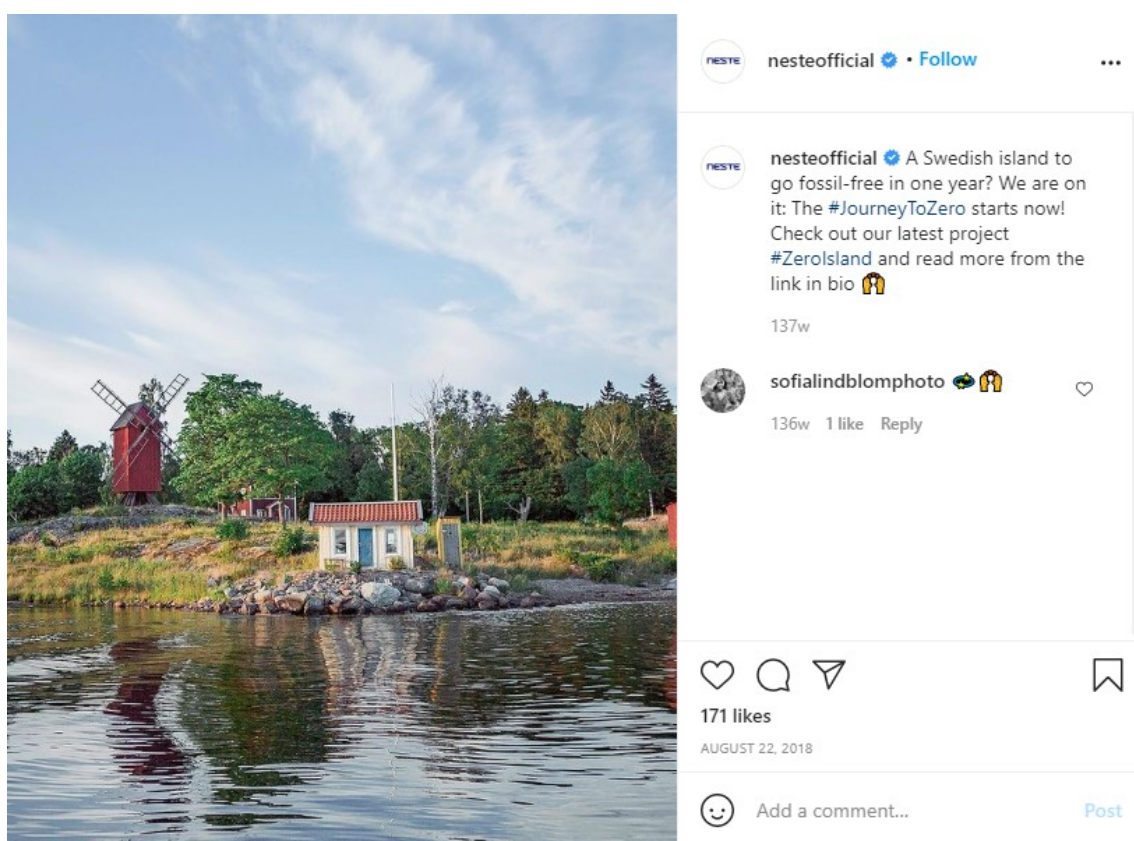 NESTE
nesteofficial • Follow
NESTE
nesteofficial A Swedish island to
go fossil-free in one year? We are on
it: The #JourneyToZero starts now!
Check out our latest project
#ZeroIsland and read more from the
link in bio 🙌
137w
sofialindblomphoto 🐟🙌
136w 1 like Reply
171 likes
AUGUST 22, 2018
Add a comment...
Post